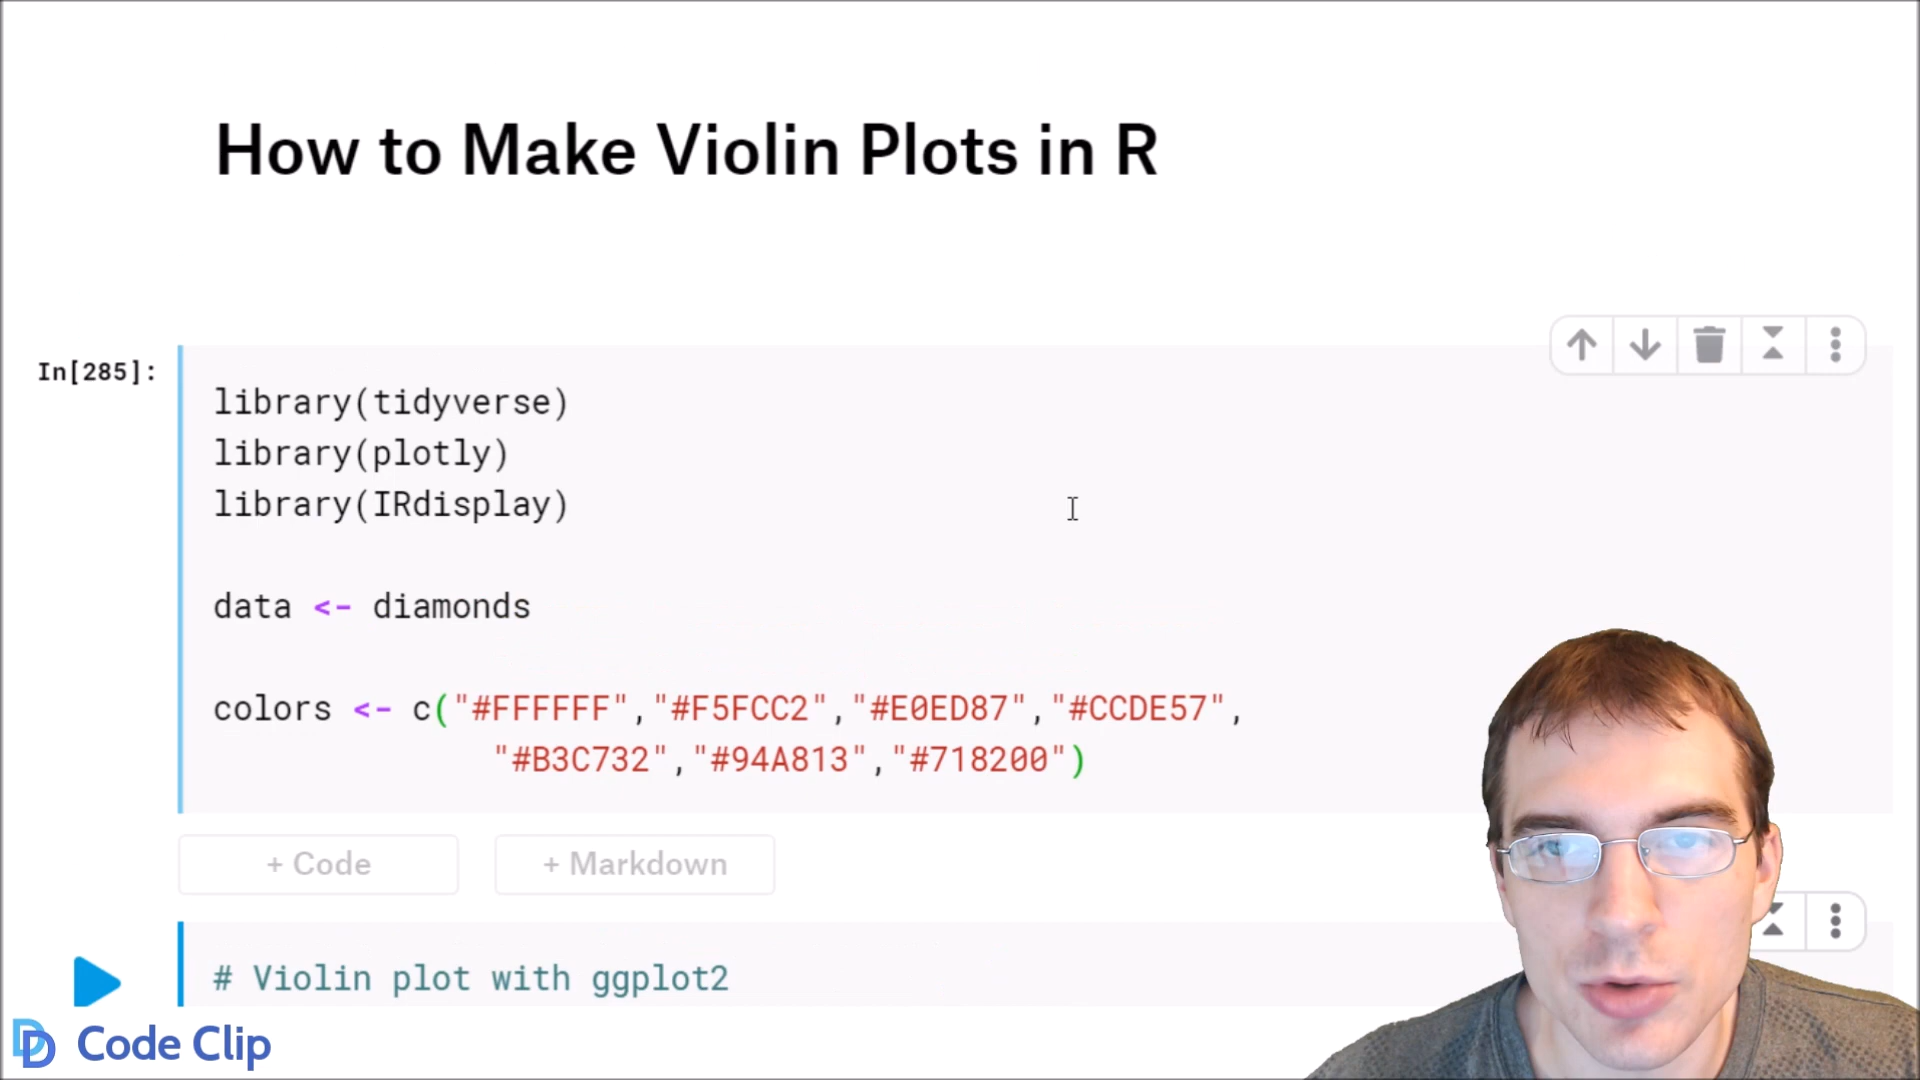 How to Make Violin Plots in R
In[285]:
library(tidyverse)
library(plotly)
library(IRdisplay)
data <- diamonds
colors <- c("#FFFFFF","#F5FCC2","#E0ED87","#CCDE57",
"#B3C732","#94A813","#718200")
+ Code
+ Markdown
# Violin plot with ggplot2
Code Clip